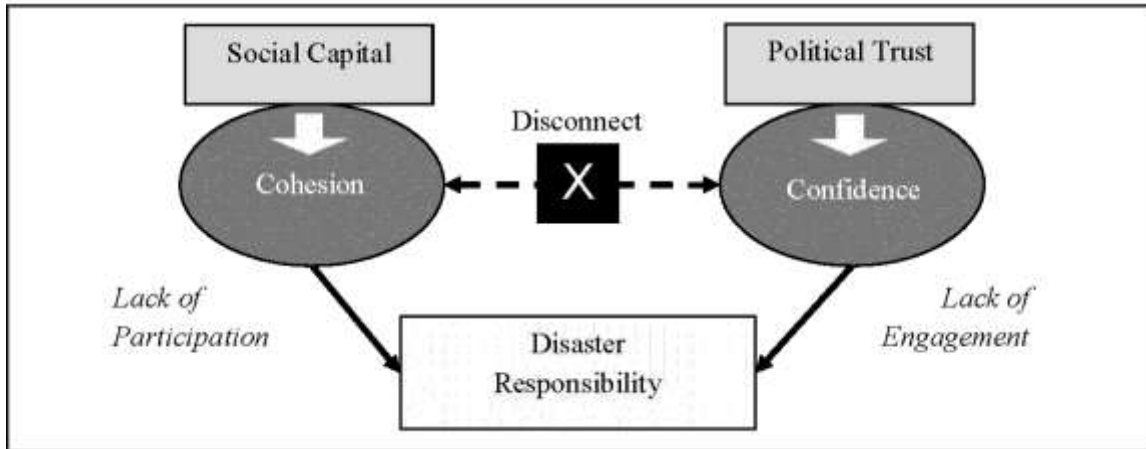 Social Capital
Political Trust
Disconnect
X
Cohesion
Confidence
Lack of
Participation
Lack of
Engagement
Disaster
Responsibility